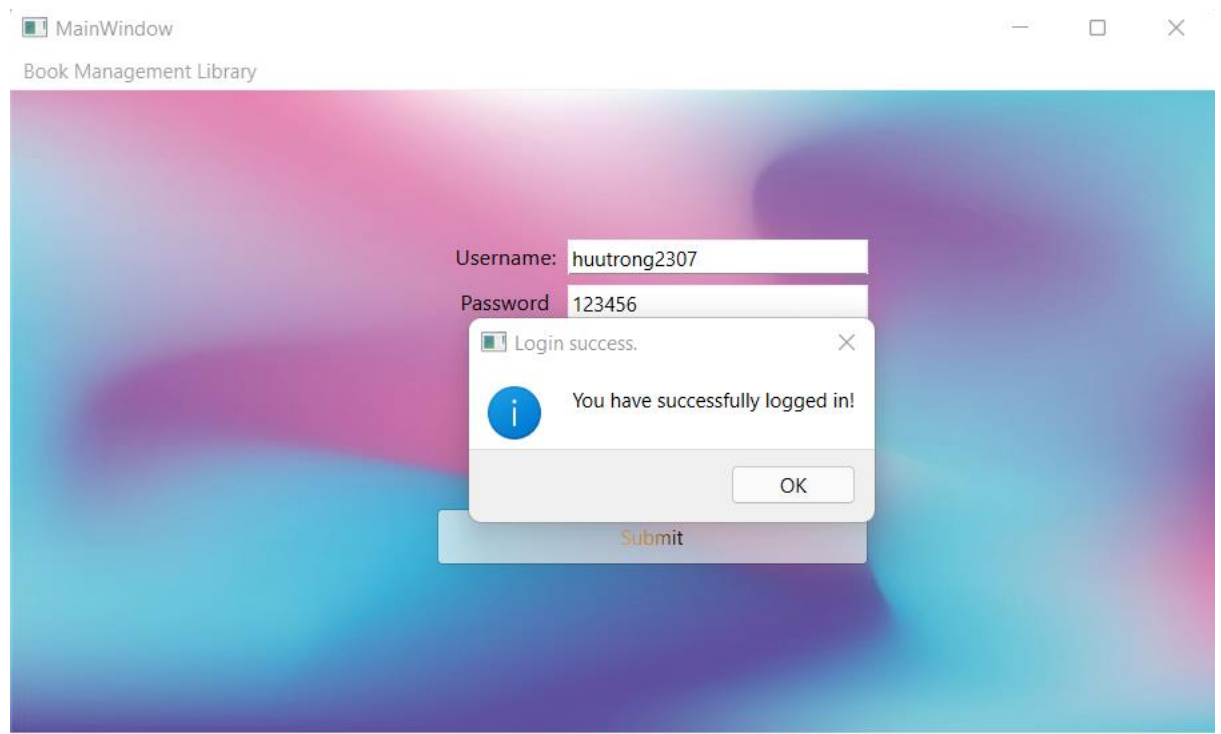 MainWindow
Book Management Library
Username: huutrong2307
Password 123456
Login success.
You have successfully logged in!
OK
Submit